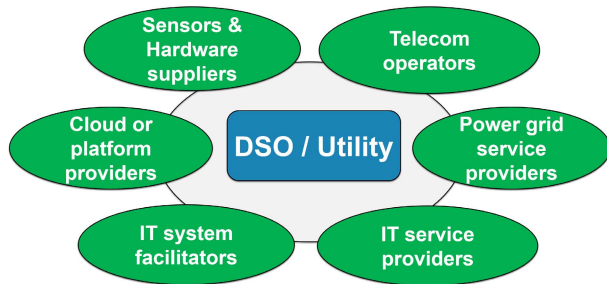 Sensors &
Hardware
suppliers
Telecom
operators
Cloud or
platform
providers
DSO / Utility
Power grid
service
providers
IT system
facilitators
IT service
providers